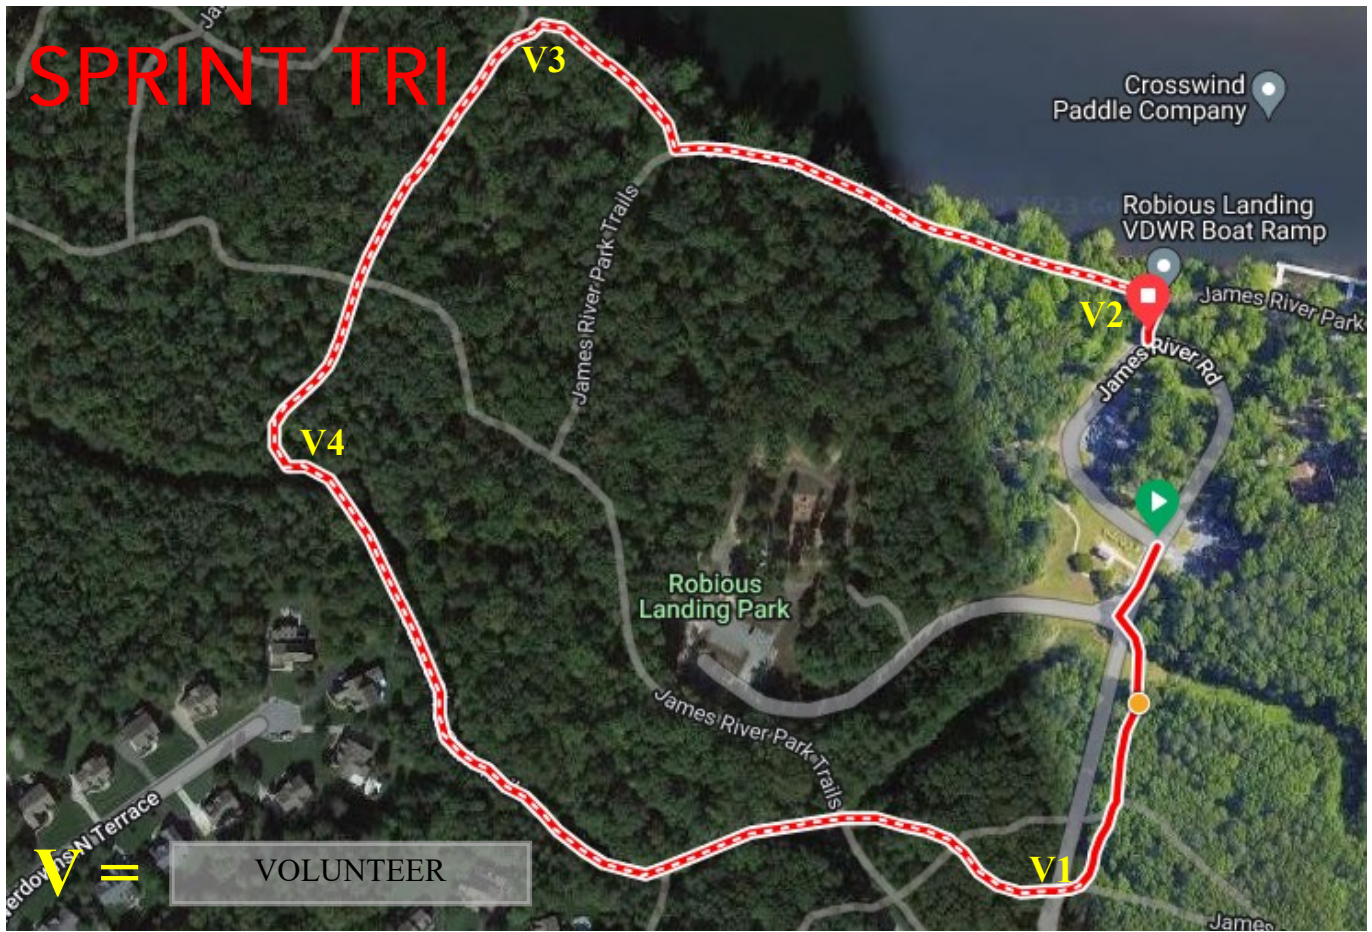 SPRINT TRI
V3
Crosswind
Paddle Company
Robious Landing
VDWR Boat Ramp
James River Park
V2
James River Rd
James River Park Trails
V4
Robious
Landing Park
James River Park Trails
N Terrace
V1
V =
VOLUNTEER
James